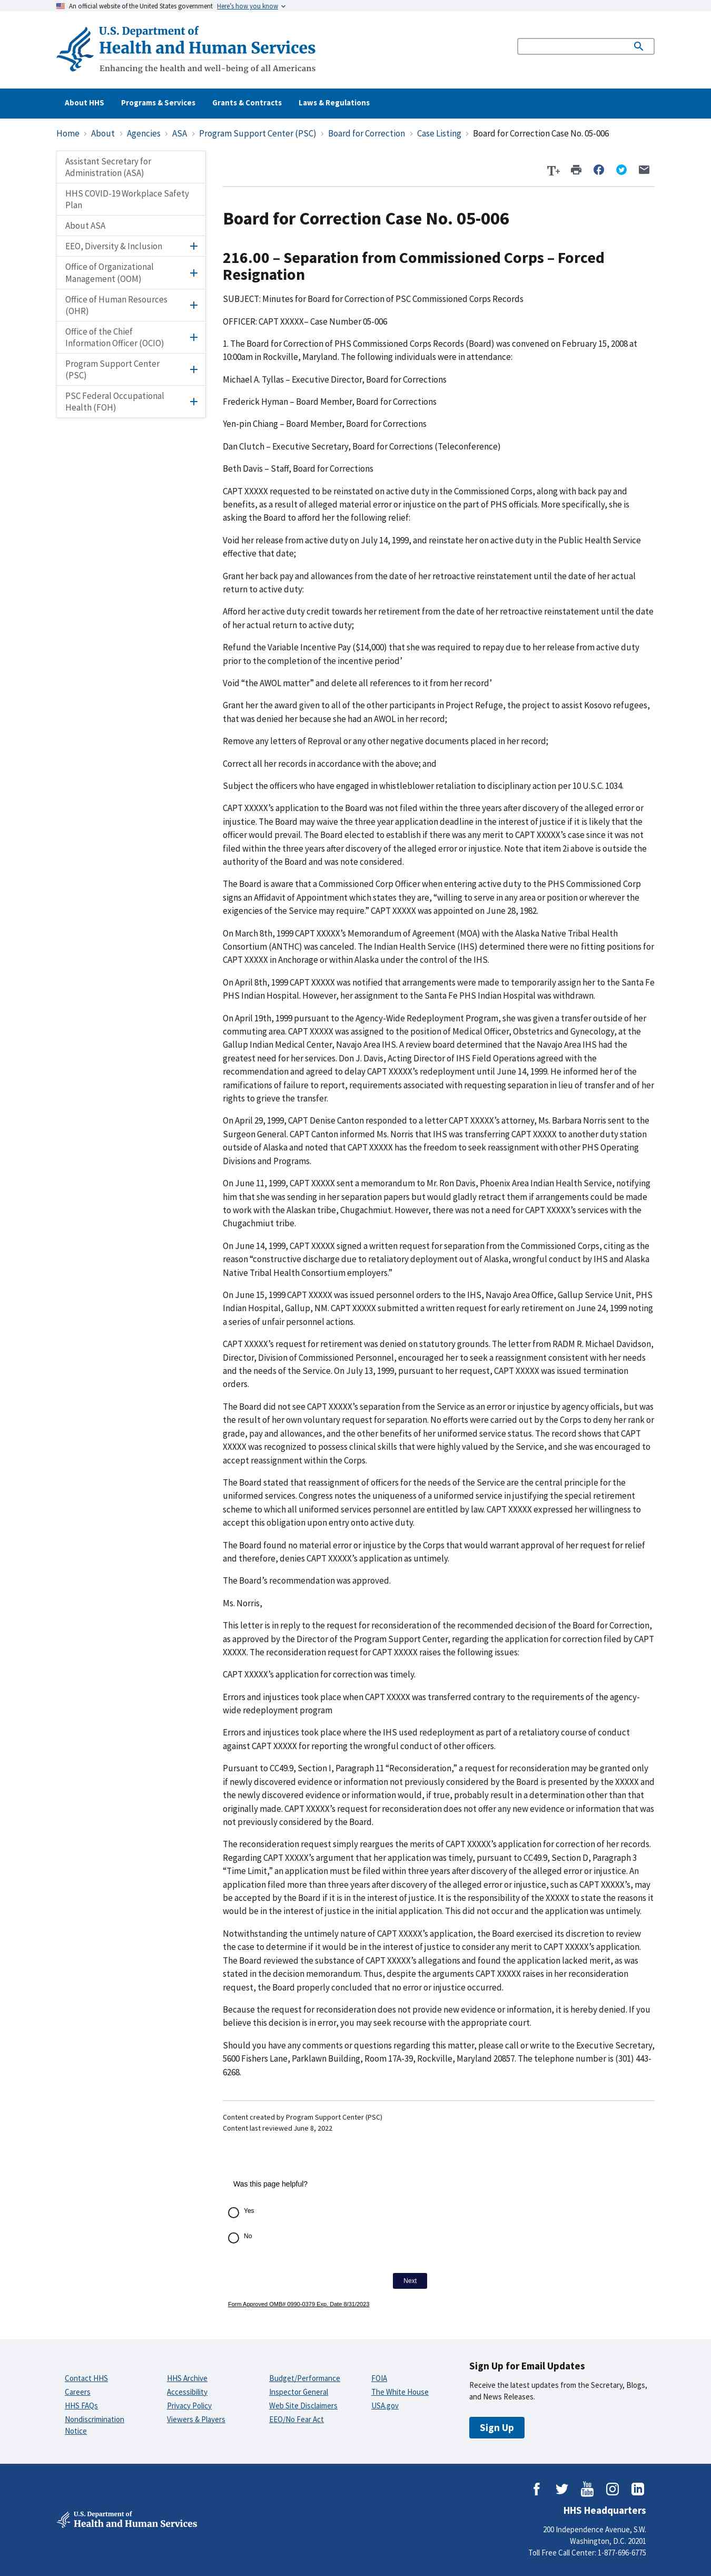 An official website of the United States government Here's how you know
U.S. Department of
Health and Human Services
Enhancing the health and well-being of all Americans
About HHS Programs & Services Grants & Contracts Laws & Regulations
Home > About > Agencies > ASA > Program Support Center (PSC) > Board for Correction > Case Listing > Board for Correction Case No. 05-006
Assistant Secretary for
Administration (ASA)
HHS COVID-19 Workplace Safety
Plan
About ASA
EEO, Diversity & Inclusion
Office of Organizational
Management (OOM)
Office of Human Resources
(OHR)
Office of the Chief
Information Officer (OCIO)
Program Support Center
(PSC)
PSC Federal Occupational
Health (FOH)
T+
Board for Correction Case No. 05-006
216.00 – Separation from Commissioned Corps – Forced
Resignation
SUBJECT: Minutes for Board for Correction of PSC Commissioned Corps Records
OFFICER: CAPT XXXXX– Case Number 05-006
1. The Board for Correction of PHS Commissioned Corps Records (Board) was convened on February 15, 2008 at
10:00am in Rockville, Maryland. The following individuals were in attendance:
Michael A. Tyllas – Executive Director, Board for Corrections
Frederick Hyman – Board Member, Board for Corrections
Yen-pin Chiang – Board Member, Board for Corrections
Dan Clutch – Executive Secretary, Board for Corrections (Teleconference)
Beth Davis – Staff, Board for Corrections
CAPT XXXXX requested to be reinstated on active duty in the Commissioned Corps, along with back pay and
benefits, as a result of alleged material error or injustice on the part of PHS officials. More specifically, she is
asking the Board to afford her the following relief:
Void her release from active duty on July 14, 1999, and reinstate her on active duty in the Public Health Service
effective that date;
Grant her back pay and allowances from the date of her retroactive reinstatement until the date of her actual
return to active duty:
Afford her active duty credit towards her retirement from the date of her retroactive reinstatement until the date
of her actual return to active duty;
Refund the Variable Incentive Pay ($14,000) that she was required to repay due to her release from active duty
prior to the completion of the incentive period’
Void “the AWOL matter” and delete all references to it from her record’
Grant her the award given to all of the other participants in Project Refuge, the project to assist Kosovo refugees,
that was denied her because she had an AWOL in her record;
Remove any letters of Reproval or any other negative documents placed in her record;
Correct all her records in accordance with the above; and
Subject the officers who have engaged in whistleblower retaliation to disciplinary action per 10 U.S.C. 1034.
CAPT XXXXX’s application to the Board was not filed within the three years after discovery of the alleged error or
injustice. The Board may waive the three year application deadline in the interest of justice if it is likely that the
officer would prevail. The Board elected to establish if there was any merit to CAPT XXXXX’s case since it was not
filed within the three years after discovery of the alleged error or injustice. Note that item 2i above is outside the
authority of the Board and was note considered.
The Board is aware that a Commissioned Corp Officer when entering active duty to the PHS Commissioned Corp
signs an Affidavit of Appointment which states they are, “willing to serve in any area or position or wherever the
exigencies of the Service may require.” CAPT XXXXX was appointed on June 28, 1982.
On March 8th, 1999 CAPT XXXXX’s Memorandum of Agreement (MOA) with the Alaska Native Tribal Health
Consortium (ANTHC) was canceled. The Indian Health Service (IHS) determined there were no fitting positions for
CAPT XXXXX in Anchorage or within Alaska under the control of the IHS.
On April 8th, 1999 CAPT XXXXX was notified that arrangements were made to temporarily assign her to the Santa Fe
PHS Indian Hospital. However, her assignment to the Santa Fe PHS Indian Hospital was withdrawn.
On April 19th, 1999 pursuant to the Agency-Wide Redeployment Program, she was given a transfer outside of her
commuting area. CAPT XXXXX was assigned to the position of Medical Officer, Obstetrics and Gynecology, at the
Gallup Indian Medical Center, Navajo Area IHS. A review board determined that the Navajo Area IHS had the
greatest need for her services. Don J. Davis, Acting Director of IHS Field Operations agreed with the
recommendation and agreed to delay CAPT XXXXX’s redeployment until June 14, 1999. He informed her of the
ramifications of failure to report, requirements associated with requesting separation in lieu of transfer and of her
rights to grieve the transfer.
On April 29, 1999, CAPT Denise Canton responded to a letter CAPT XXXXX’s attorney, Ms. Barbara Norris sent to the
Surgeon General. CAPT Canton informed Ms. Norris that IHS was transferring CAPT XXXXX to another duty station
outside of Alaska and noted that CAPT XXXXX has the freedom to seek reassignment with other PHS Operating
Divisions and Programs.
On June 11, 1999, CAPT XXXXX sent a memorandum to Mr. Ron Davis, Phoenix Area Indian Health Service, notifying
him that she was sending in her separation papers but would gladly retract them if arrangements could be made
to work with the Alaskan tribe, Chugachmiut. However, there was not a need for CAPT XXXXX’s services with the
Chugachmiut tribe.
On June 14, 1999, CAPT XXXXX signed a written request for separation from the Commissioned Corps, citing as the
reason “constructive discharge due to retaliatory deployment out of Alaska, wrongful conduct by IHS and Alaska
Native Tribal Health Consortium employers.”
On June 15, 1999 CAPT XXXXX was issued personnel orders to the IHS, Navajo Area Office, Gallup Service Unit, PHS
Indian Hospital, Gallup, NM. CAPT XXXXX submitted a written request for early retirement on June 24, 1999 noting
a series of unfair personnel actions.
CAPT XXXXX’s request for retirement was denied on statutory grounds. The letter from RADM R. Michael Davidson,
Director, Division of Commissioned Personnel, encouraged her to seek a reassignment consistent with her needs
and the needs of the Service. On July 13, 1999, pursuant to her request, CAPT XXXXX was issued termination
orders.
The Board did not see CAPT XXXXX’s separation from the Service as an error or injustice by agency officials, but was
the result of her own voluntary request for separation. No efforts were carried out by the Corps to deny her rank or
grade, pay and allowances, and the other benefits of her uniformed service status. The record shows that CAPT
XXXXX was recognized to possess clinical skills that were highly valued by the Service, and she was encouraged to
accept reassignment within the Corps.
The Board stated that reassignment of officers for the needs of the Service are the central principle for the
uniformed services. Congress notes the uniqueness of a uniformed service in justifying the special retirement
scheme to which all uniformed services personnel are entitled by law. CAPT XXXXX expressed her willingness to
accept this obligation upon entry onto active duty.
The Board found no material error or injustice by the Corps that would warrant approval of her request for relief
and therefore, denies CAPT XXXXX’s application as untimely.
The Board’s recommendation was approved.
Ms. Norris,
This letter is in reply to the request for reconsideration of the recommended decision of the Board for Correction,
as approved by the Director of the Program Support Center, regarding the application for correction filed by CAPT
XXXXX. The reconsideration request for CAPT XXXXX raises the following issues:
CAPT XXXXX’s application for correction was timely.
Errors and injustices took place when CAPT XXXXX was transferred contrary to the requirements of the agency-
wide redeployment program
Errors and injustices took place where the IHS used redeployment as part of a retaliatory course of conduct
against CAPT XXXXX for reporting the wrongful conduct of other officers.
Pursuant to CC49.9, Section I, Paragraph 11 “Reconsideration,” a request for reconsideration may be granted only
if newly discovered evidence or information not previously considered by the Board is presented by the XXXXX and
the newly discovered evidence or information would, if true, probably result in a determination other than that
originally made. CAPT XXXXX’s request for reconsideration does not offer any new evidence or information that was
not previously considered by the Board.
The reconsideration request simply reargues the merits of CAPT XXXXX’s application for correction of her records.
Regarding CAPT XXXXX’s argument that her application was timely, pursuant to CC49.9, Section D, Paragraph 3
“Time Limit,” an application must be filed within three years after discovery of the alleged error or injustice. An
application filed more than three years after discovery of the alleged error or injustice, such as CAPT XXXXX’s, may
be accepted by the Board if it is in the interest of justice. It is the responsibility of the XXXXX to state the reasons it
would be in the interest of justice in the initial application. This did not occur and the application was untimely.
Notwithstanding the untimely nature of CAPT XXXXX’s application, the Board exercised its discretion to review
the case to determine if it would be in the interest of justice to consider any merit to CAPT XXXXX’s application.
The Board reviewed the substance of CAPT XXXXX’s allegations and found the application lacked merit, as was
stated in the decision memorandum. Thus, despite the arguments CAPT XXXXX raises in her reconsideration
request, the Board properly concluded that no error or injustice occurred.
Because the request for reconsideration does not provide new evidence or information, it is hereby denied. If you
believe this decision is in error, you may seek recourse with the appropriate court.
Should you have any comments or questions regarding this matter, please call or write to the Executive Secretary,
5600 Fishers Lane, Parklawn Building, Room 17A-39, Rockville, Maryland 20857. The telephone number is (301) 443-
6268.
Content created by Program Support Center (PSC)
Content last reviewed June 8, 2022
Was this page helpful?
Yes
No
Next
Form Approved OMB# 0990-0379 Exp. Date 8/31/2023
Contact HHS
Careers
HHS FAQs
Nondiscrimination
Notice
HHS Archive
Accessibility
Privacy Policy
Viewers & Players
Budget/Performance
Inspector General
Web Site Disclaimers
EEO/No Fear Act
FOIA
The White House
USA.gov
Sign Up for Email Updates
Receive the latest updates from the Secretary, Blogs,
and News Releases.
Sign Up
U.S. Department of
Health and Human Services
You
Tube
HHS Headquarters
200 Independence Avenue, S.W.
Washington, D.C. 20201
Toll Free Call Center: 1-877-696-6775